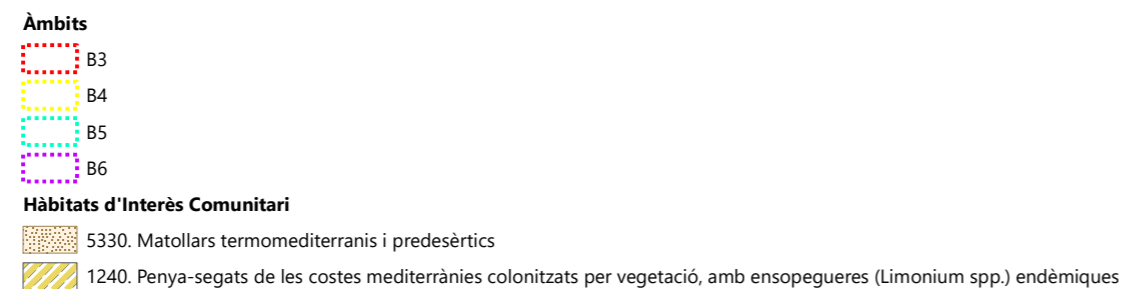 Àmbits
B3
B4
B5
B6
Hàbitats d'Interès Comunitari
5330. Matollars termomediterranis i predesèrtics
1240. Penya-segats de les costes mediterrànies colonitzats per vegetació, amb ensopegueres (Limonium spp.) endèmiques